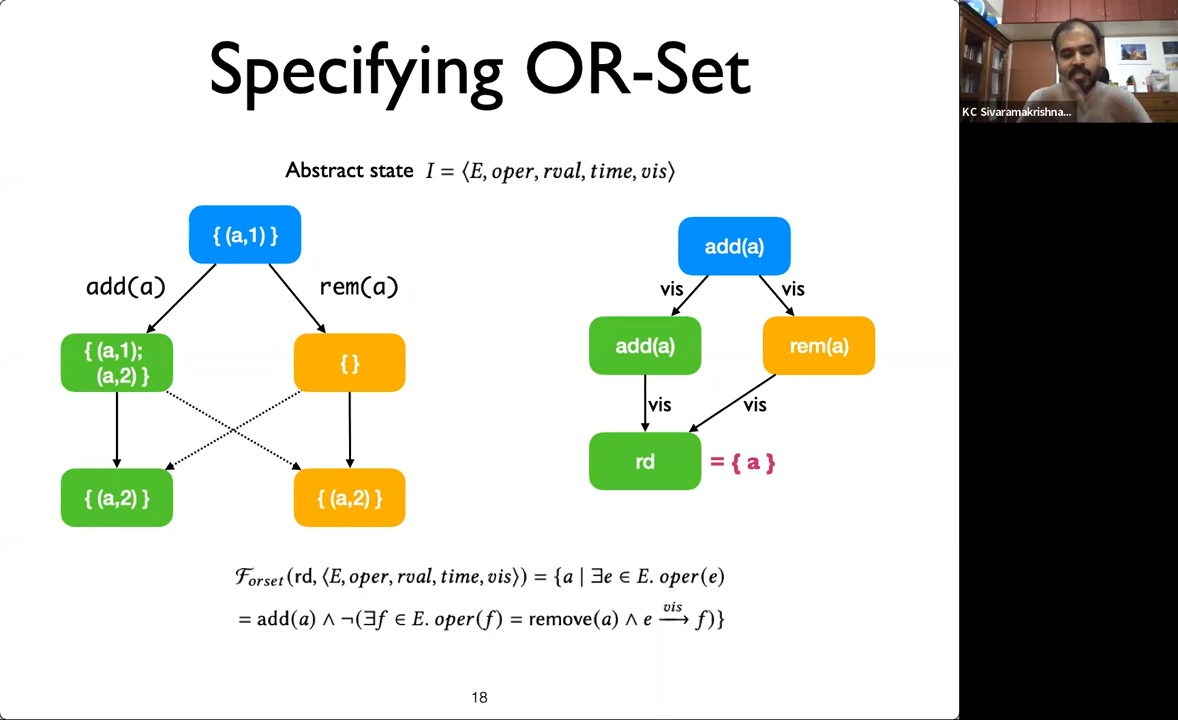 Specifying OR-Set
KC Sivaramakrishna...
Abstract state I = ⟨E, oper, rval, time, vis⟩
{ (a,1) }
add(a)
rem(a)
{ (a,1);
(a,2) }
{ }
{ (a,2) }
{ (a,2) }
add(a)
vis
vis
add(a)
rem(a)
vis
vis
rd
= { a }
ℱorset(rd, ⟨E, oper, rval, time, vis⟩) = {a | ∃e ∈ E. oper(e)
= add(a) ∧ ¬(∃f ∈ E. oper(f) = remove(a) ∧ e —vis→ f)}
18